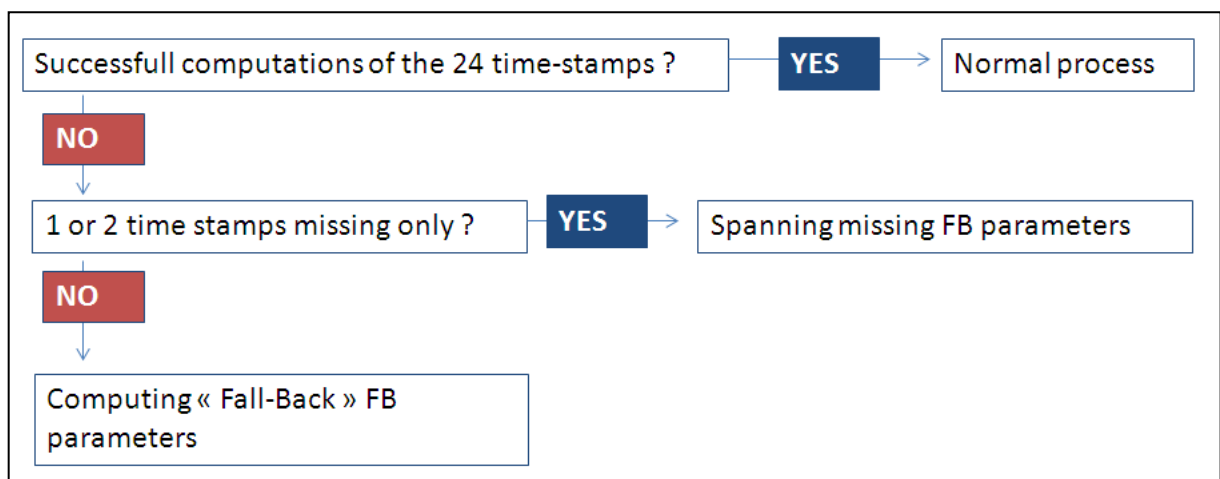 Successfull computations of the 24 time-stamps ?
YES
Normal process
NO
1 or 2 time stamps missing only ?
YES
Spanning missing FB parameters
NO
Computing « Fall-Back » FB
parameters